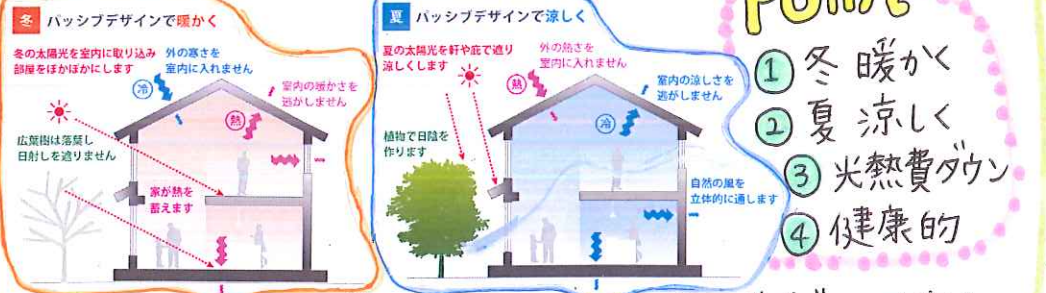 冬 パッシブデザインで暖かく
冬の太陽光を室内に取り込み
部屋をぽかぽかにします
外の寒さを
室内に入れません
冷
室内の暖かさを
逃がしません
熱
広葉樹は落葉し
日射しを遮りません
家が熱を
蓄えます
夏 パッシブデザインで涼しく
夏の太陽光を軒や庇で遮り
涼しくします
外の熱さを
室内に入れません
熱
室内の涼しさを
逃がしません
冷
植物で日陰を
作ります
自然の風を
立体的に通します
Point
① 冬 暖かく
② 夏 涼しく
③ 光熱費ダウン
④ 健康的